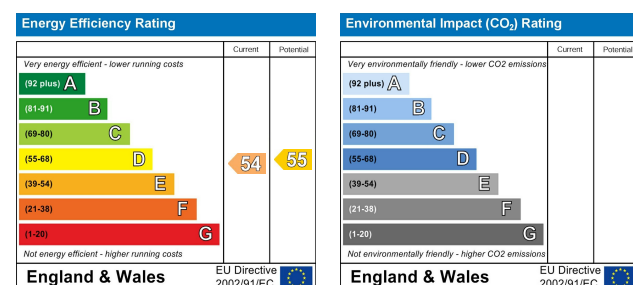 Energy Efficiency Rating
Current Potential
Very energy efficient - lower running costs
(92 plus) A
(81-91) B
(69-80) C
(55-68) D
54 55
(39-54) E
(21-38) F
(1-20) G
Not energy efficient - higher running costs
England & Wales
EU Directive
2002/91/EC
Environmental Impact (CO₂) Rating
Current Potential
Very environmentally friendly - lower CO2 emissions
(92 plus) A
(81-91) B
(69-80) C
(55-68) D
(39-54) E
(21-38) F
(1-20) G
Not environmentally friendly - higher CO2 emissions
England & Wales
EU Directive
2002/91/EC